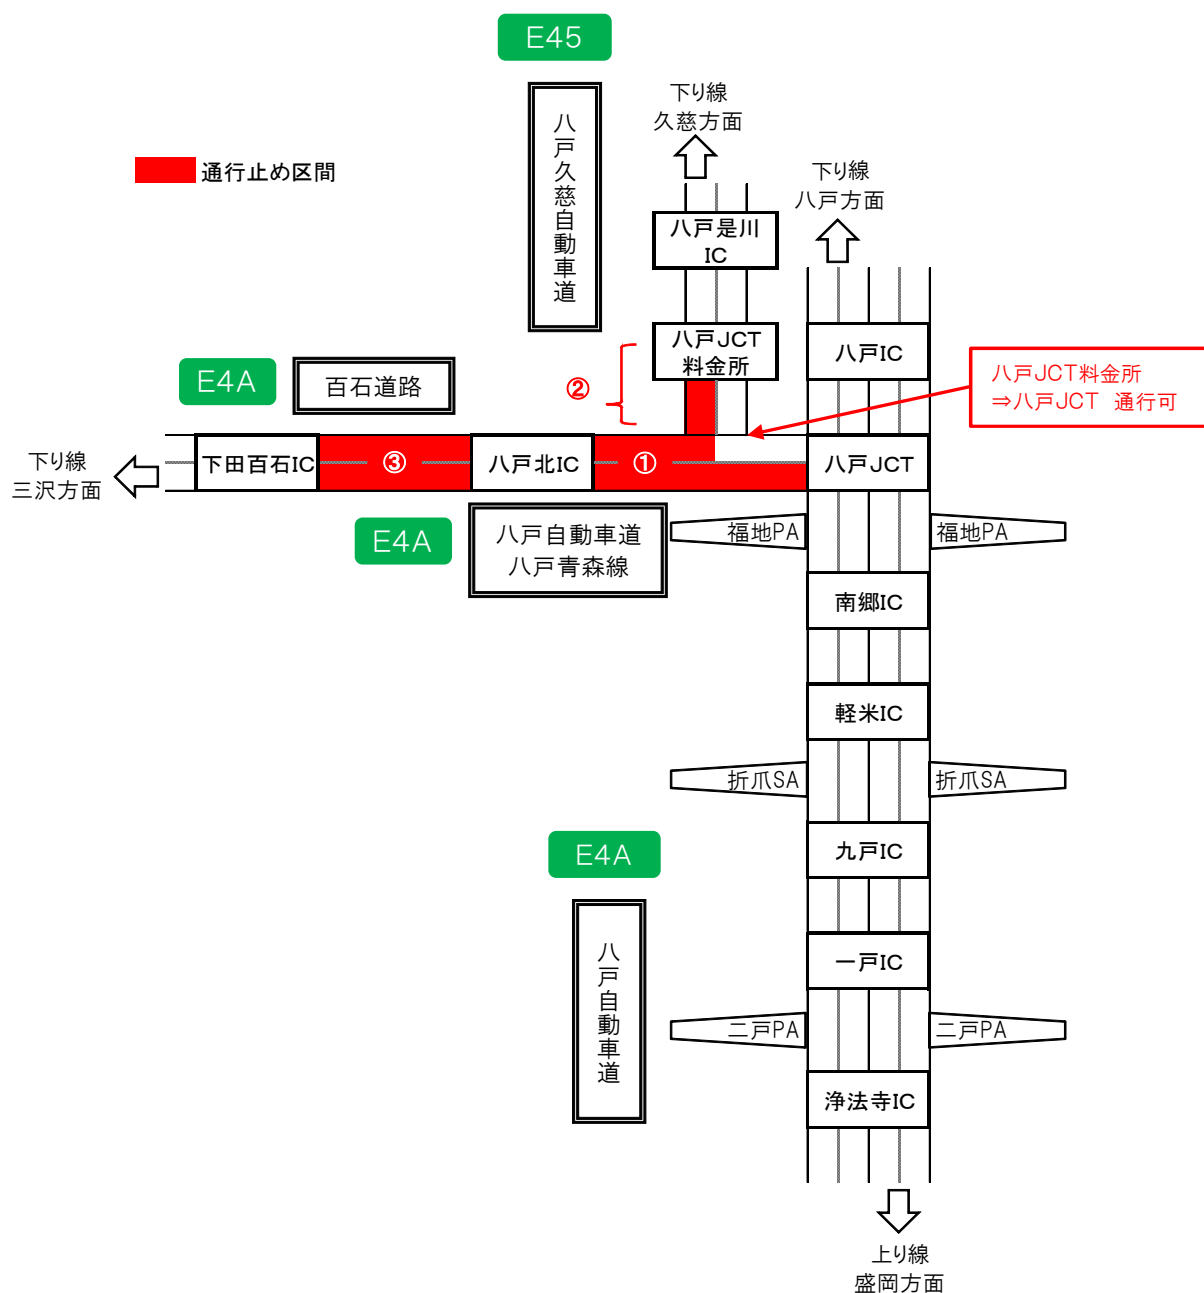 E45
八戸久慈自動車道
下り線
久慈方面
通行止め区間
下り線
八戸方面
八戸是川
IC
八戸JCT
料金所
八戸IC
②
八戸JCT料金所
⇒八戸JCT 通行可
E4A
百石道路
下り線
三沢方面
下田百石IC
③
八戸北IC
①
八戸JCT
E4A
八戸自動車道
八戸青森線
福地PA
福地PA
南郷IC
軽米IC
折爪SA
折爪SA
E4A
九戸IC
八戸自動車道
一戸IC
二戸PA
二戸PA
浄法寺IC
上り線
盛岡方面